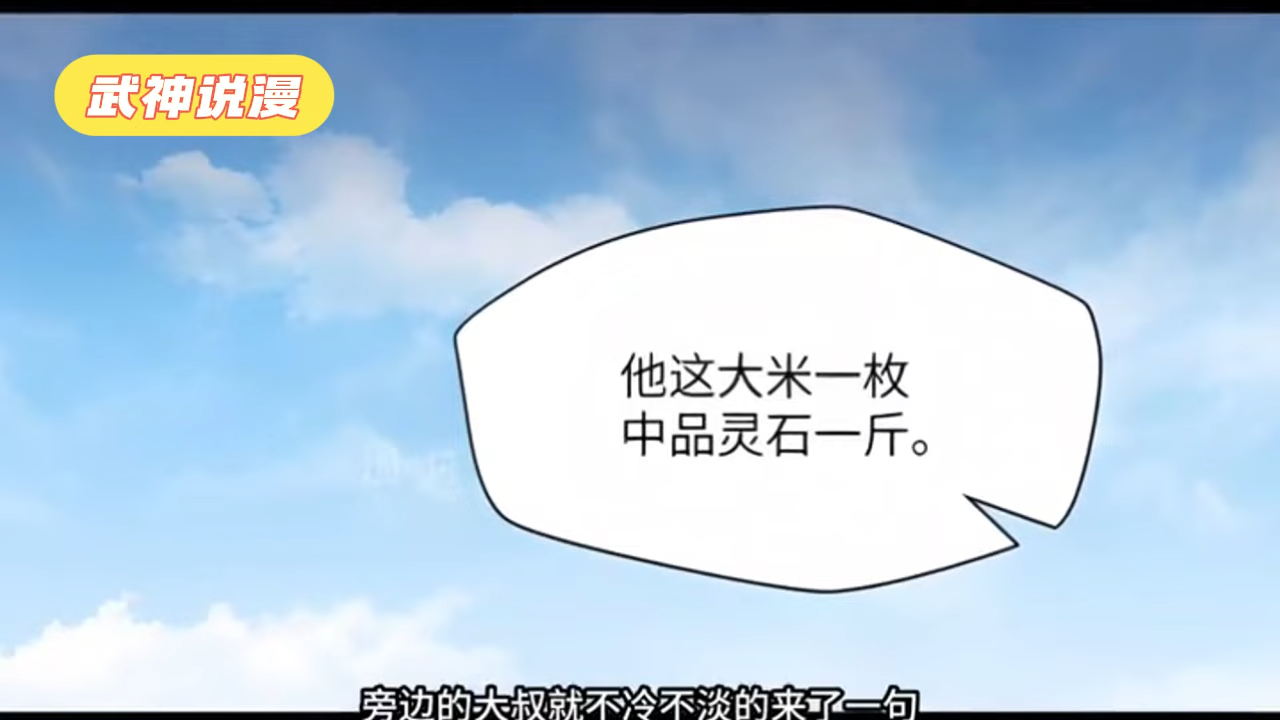 武神说漫
他这大米一枚
中品灵石一斤。
旁边的大叔就不冷不淡的来了一句